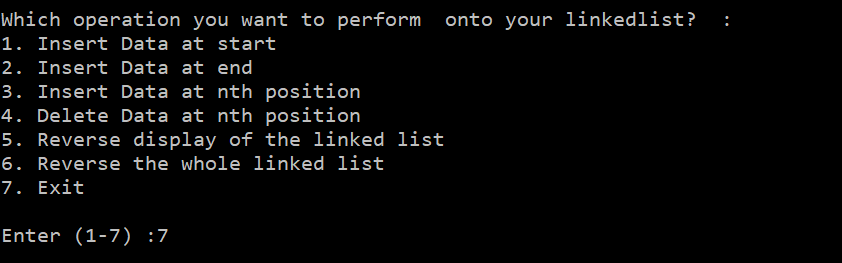 Which operation you want to perform  onto your linkedlist?  :
1. Insert Data at start
2. Insert Data at end
3. Insert Data at nth position
4. Delete Data at nth position
5. Reverse display of the linked list
6. Reverse the whole linked list
7. Exit
Enter (1-7) :7